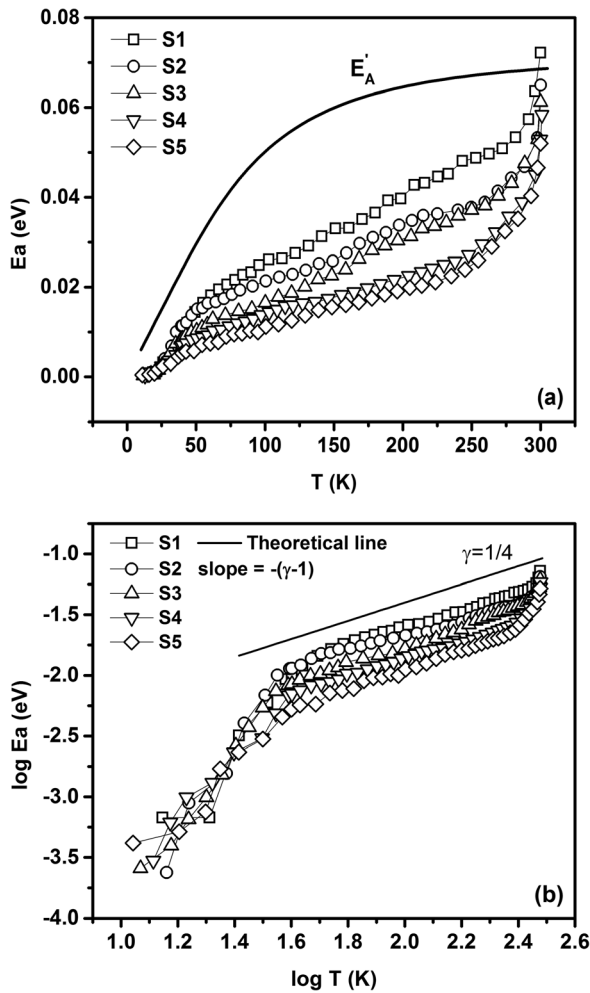 0.08
0.06
0.04
0.02
0.00
Ea (eV)
S1
S2
S3
S4
S5
E'A
(a)
0 50 100 150 200 250 300
T (K)
-1.0
-1.5
-2.0
-2.5
-3.0
-3.5
-4.0
log Ea (eV)
S1 Theoretical line
S2 slope = -(γ-1)
S3
S4
S5
γ=1/4
(b)
1.0 1.2 1.4 1.6 1.8 2.0 2.2 2.4 2.6
log T (K)